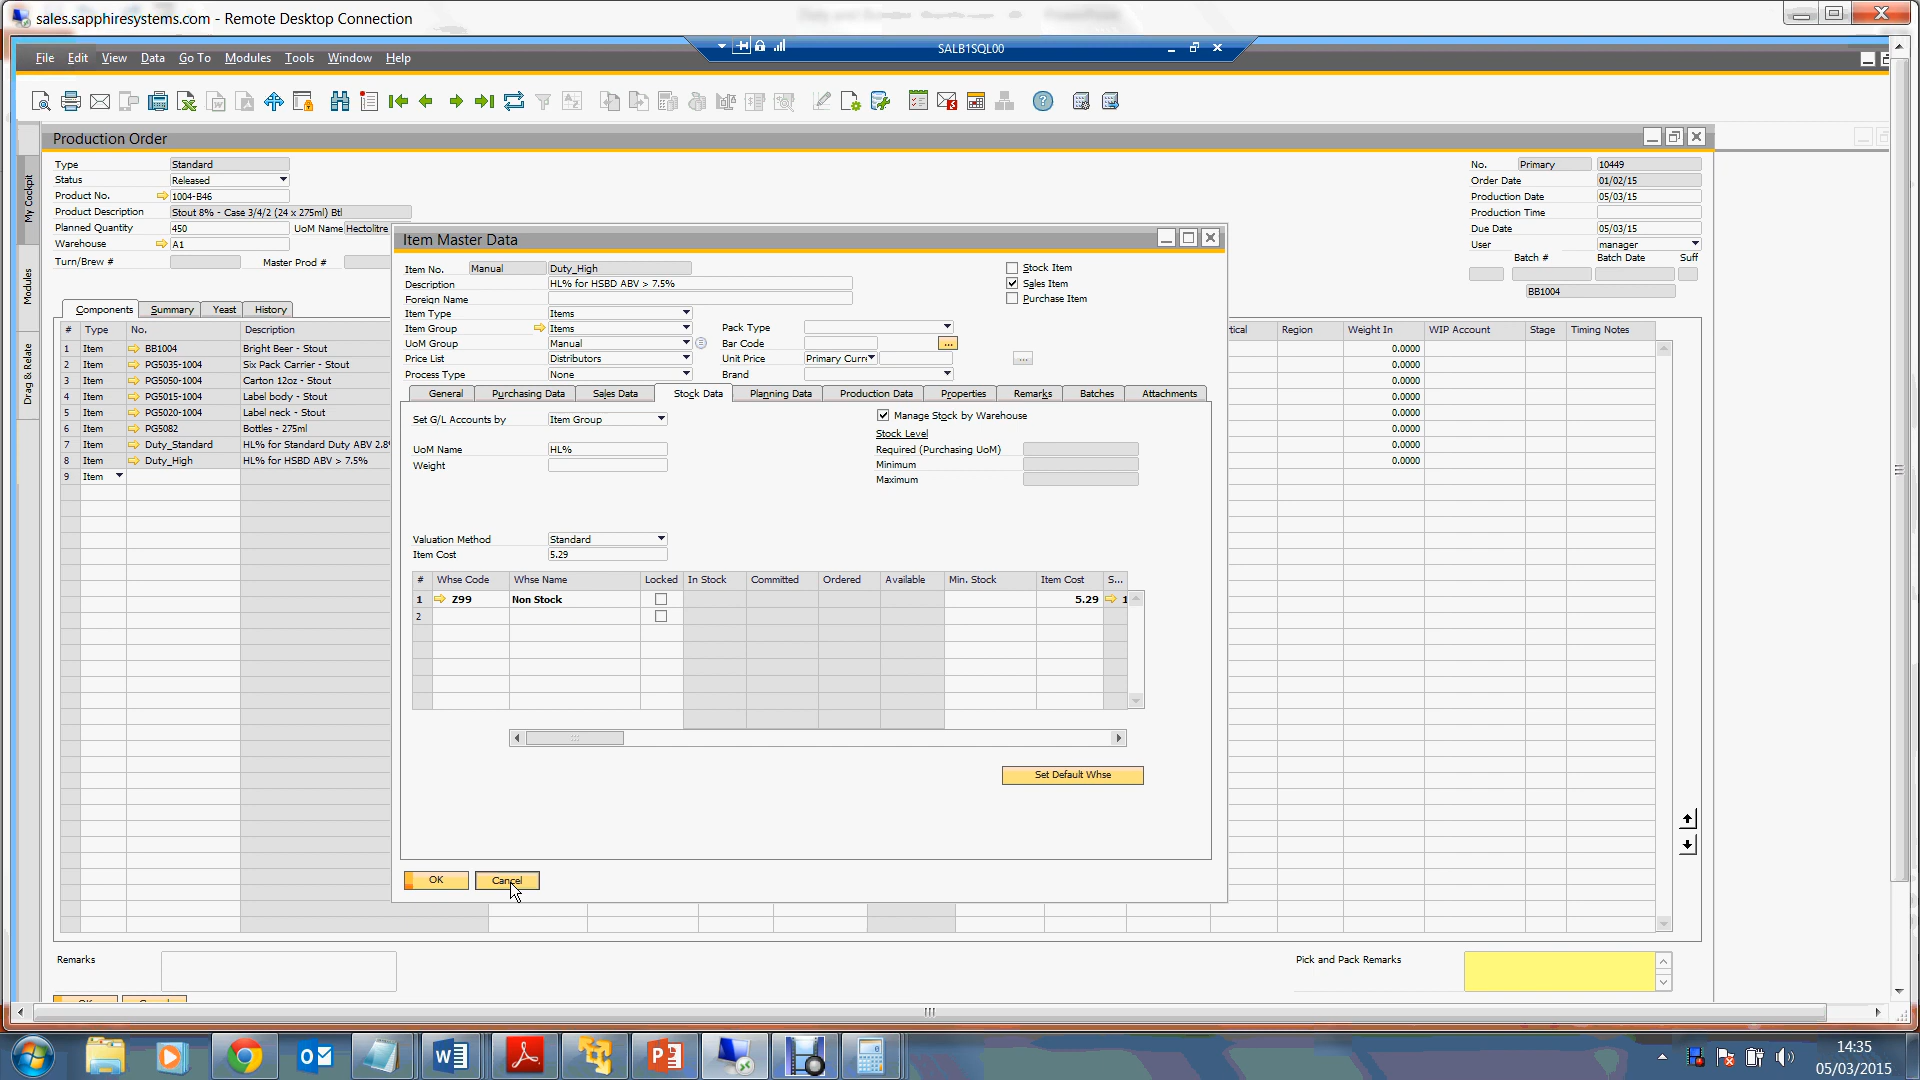 sales.sapphiresystems.com - Remote Desktop Connection
SALB1SQL00
File Edit View Data Go To Modules Tools Window Help
Production Order
My Cockpit
Modules
Drag & Relate
Type Standard
Status Released
Product No. 1004-B46
Product Description Stout 8% - Case 3/4/2 (24 x 275ml) Btl
Planned Quantity 450 UoM Name Hectolitre
Warehouse A1
Turn/Brew # Master Prod #
No. Primary 10449
Order Date 01/02/15
Production Date 05/03/15
Production Time
Due Date 05/03/15
User manager
Batch # Batch Date Suff
BB1004
Components Summary Yeast History
# Type No. Description
1 Item BB1004 Bright Beer - Stout
2 Item PG5035-1004 Six Pack Carrier - Stout
3 Item PG5050-1004 Carton 12oz - Stout
4 Item PG5015-1004 Label body - Stout
5 Item PG5020-1004 Label neck - Stout
6 Item PG5082 Bottles - 275ml
7 Item Duty_Standard HL% for Standard Duty ABV 2.8
8 Item Duty_High HL% for HSBD ABV > 7.5%
9 Item
tical Region Weight In WIP Account Stage Timing Notes
0.0000
0.0000
0.0000
0.0000
0.0000
0.0000
0.0000
0.0000
Item Master Data
Item No. Manual Duty_High
Description HL% for HSBD ABV > 7.5%
Foreign Name
Item Type Items
Item Group Items
UoM Group Manual
Price List Distributors
Process Type None
Stock Item
Sales Item
Purchase Item
Pack Type
Bar Code ...
Unit Price Primary Curre ...
Brand
General Purchasing Data Sales Data Stock Data Planning Data Production Data Properties Remarks Batches Attachments
Set G/L Accounts by Item Group
UoM Name HL%
Weight
Manage Stock by Warehouse
Stock Level
Required (Purchasing UoM)
Minimum
Maximum
Valuation Method Standard
Item Cost 5.29
# Whse Code Whse Name Locked In Stock Committed Ordered Available Min. Stock Item Cost S...
1 Z99 Non Stock 5.29 1
2
Set Default Whse
OK Cancel
Remarks
Pick and Pack Remarks
14:35
05/03/2015